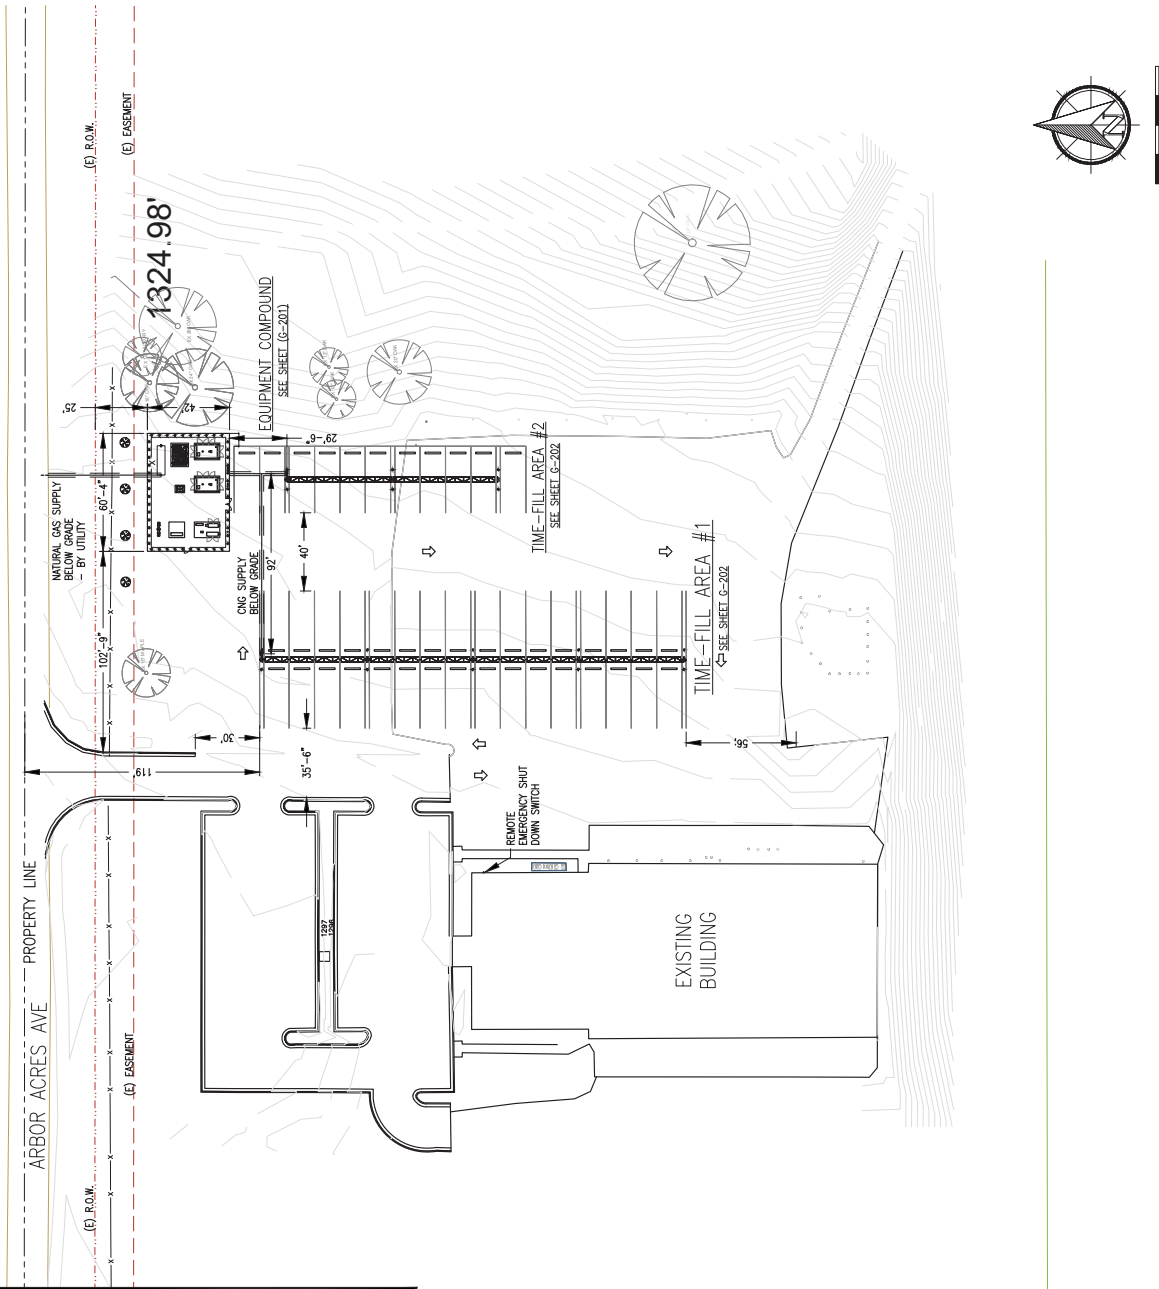 (E) R.O.W.
(E) EASEMENT
1324.98'
N
EQUIPMENT COMPOUND
SEE SHEET (G-201)
25'
42'
29'-6"
60'-4"
NATURAL GAS SUPPLY
BELOW GRADE
- BY UTILITY
TIME-FILL AREA #2
SEE SHEET G-202
CNG SUPPLY
BELOW GRADE
92'
40'
TIME-FILL AREA #1
SEE SHEET G-202
102'-9"
30'
119'
35'-6"
56;
REMOTE
EMERGENCY SHUT
DOWN SWITCH
1297
1296
EXISTING
BUILDING
PROPERTY LINE
ARBOR ACRES AVE
(E) EASEMENT
(E) R.O.W.